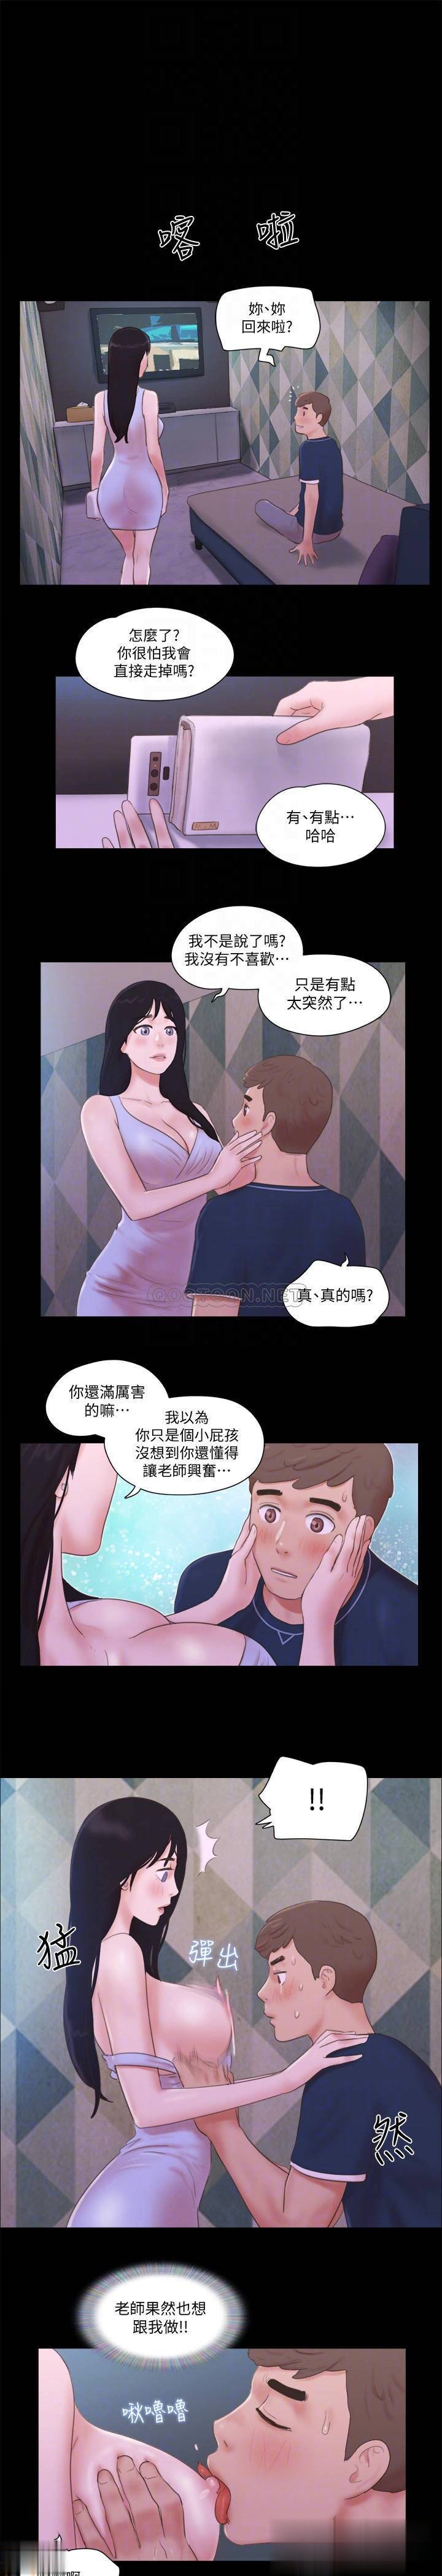 喀 啦
妳、妳
回來啦?
怎麼了?
你很怕我會
直接走掉嗎?
有、有點⋯
哈哈
我不是說了嗎?
我沒有不喜歡⋯
只是有點
太突然了⋯
TOPTOON.NET
真、真的嗎?
你還滿厲害
的嘛⋯
我以為
你只是個小屁孩
沒想到你還懂得
讓老師興奮⋯
!!
猛
彈出
然
老師果然也想
跟我做!!
啾嚕嚕